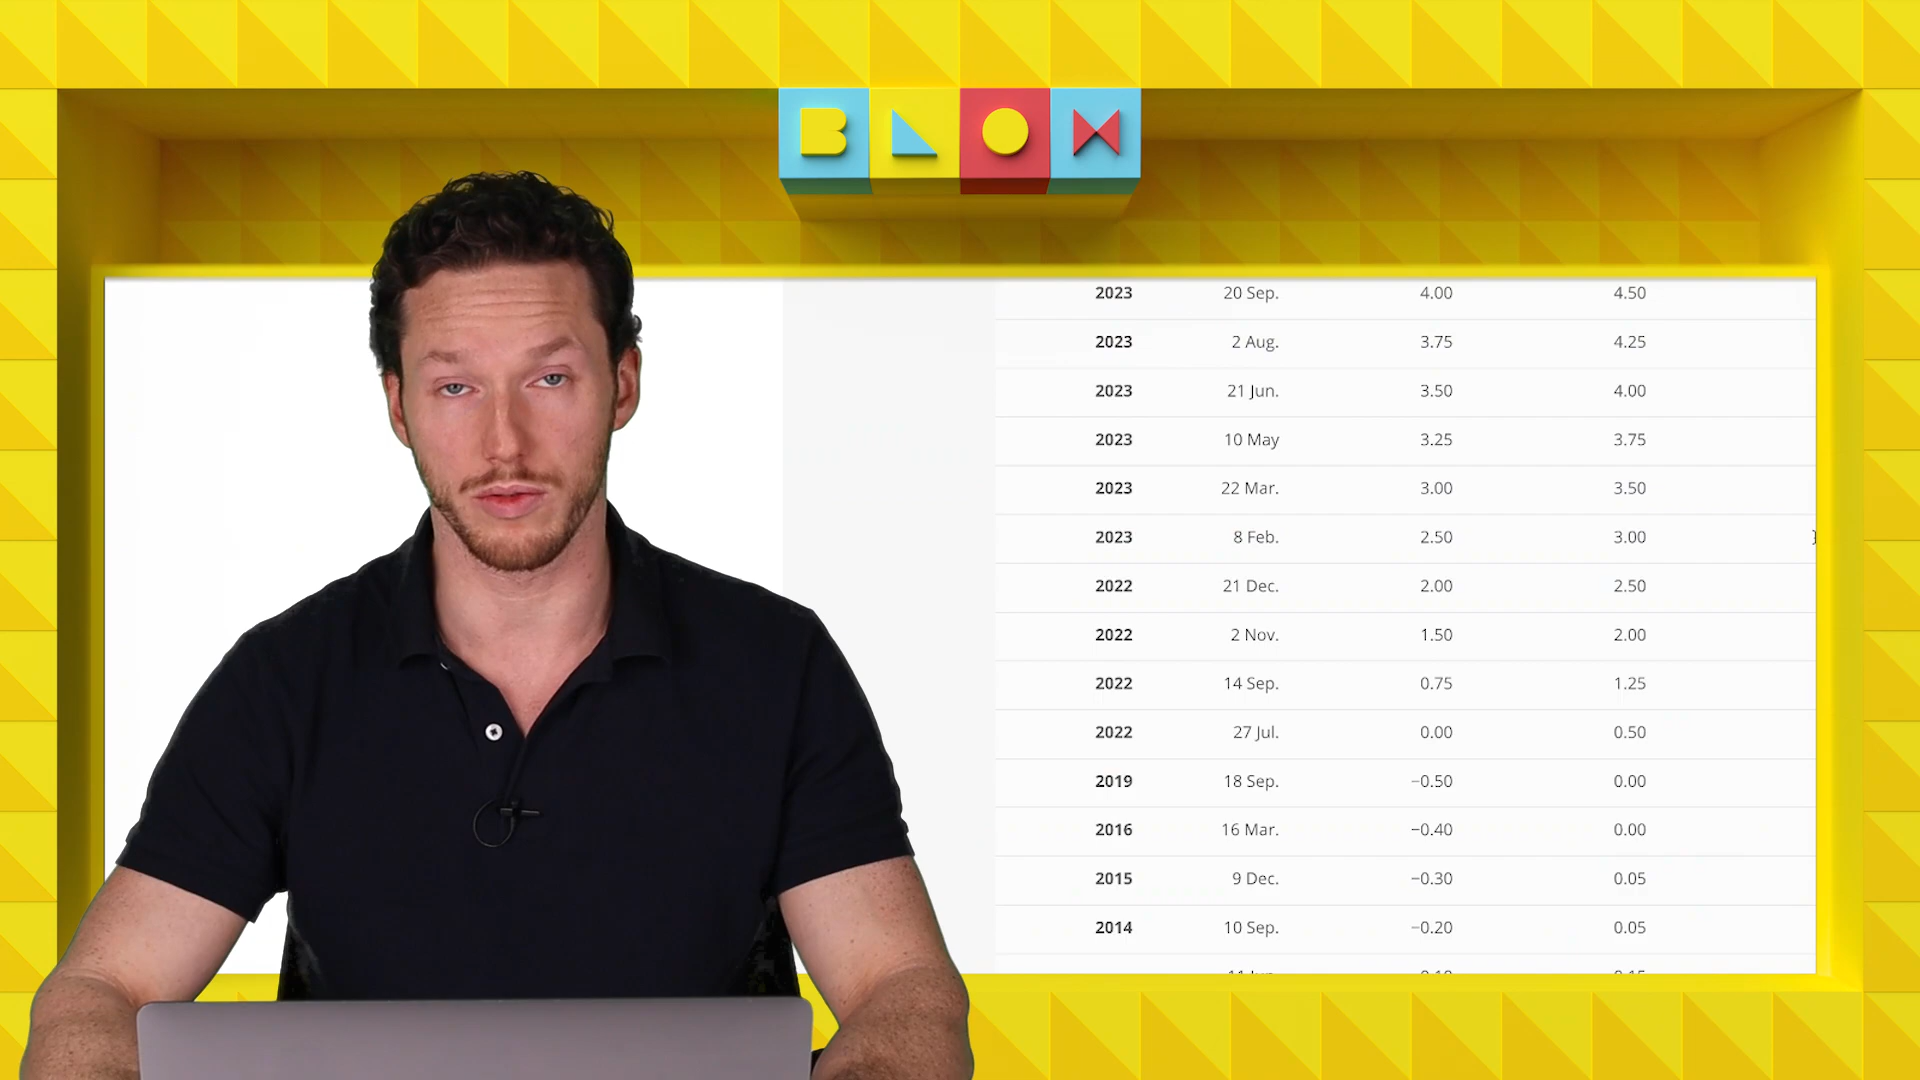 BLOM
2023 20 Sep. 4.00 4.50
2023 2 Aug. 3.75 4.25
2023 21 Jun. 3.50 4.00
2023 10 May 3.25 3.75
2023 22 Mar. 3.00 3.50
2023 8 Feb. 2.50 3.00
2022 21 Dec. 2.00 2.50
2022 2 Nov. 1.50 2.00
2022 14 Sep. 0.75 1.25
2022 27 Jul. 0.00 0.50
2019 18 Sep. −0.50 0.00
2016 16 Mar. −0.40 0.00
2015 9 Dec. −0.30 0.05
2014 10 Sep. −0.20 0.05